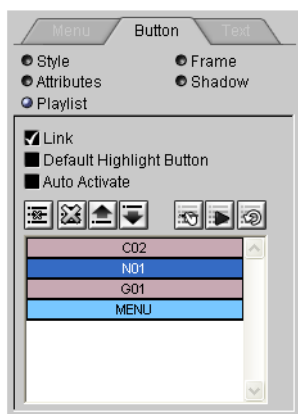 Menu Button Text
Style Frame
Attributes Shadow
Playlist
Link
Default Highlight Button
Auto Activate
C02
N01
G01
MENU